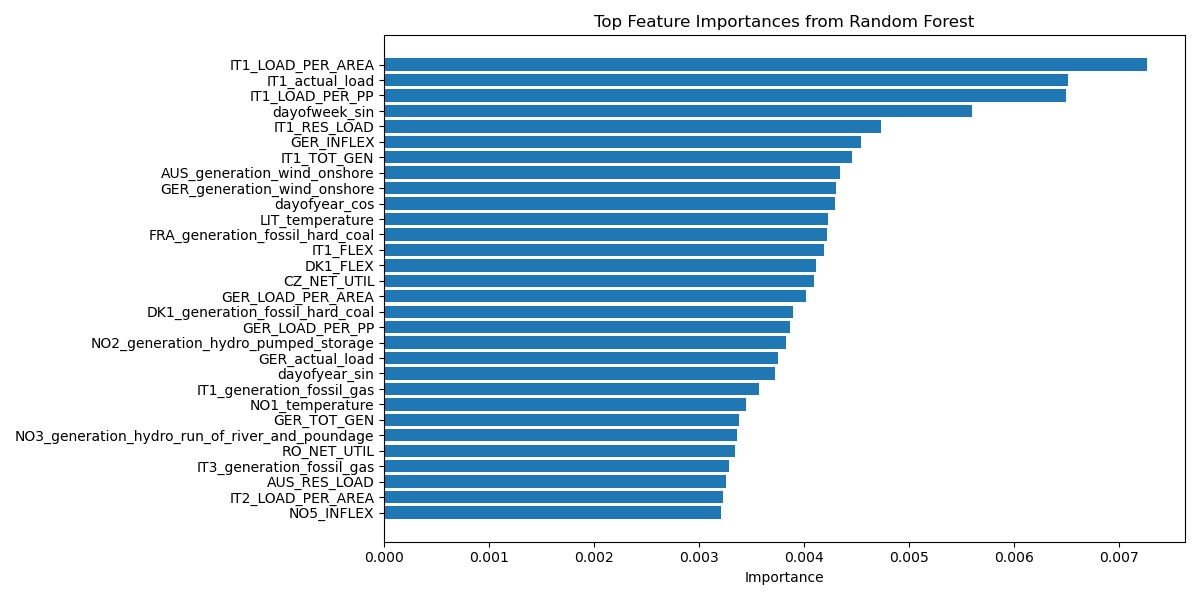 Top Feature Importances from Random Forest
IT1_LOAD_PER_AREA
IT1_actual_load
IT1_LOAD_PER_PP
dayofweek_sin
IT1_RES_LOAD
GER_INFLEX
IT1_TOT_GEN
AUS_generation_wind_onshore
GER_generation_wind_onshore
dayofyear_cos
LIT_temperature
FRA_generation_fossil_hard_coal
IT1_FLEX
DK1_FLEX
CZ_NET_UTIL
GER_LOAD_PER_AREA
DK1_generation_fossil_hard_coal
GER_LOAD_PER_PP
NO2_generation_hydro_pumped_storage
GER_actual_load
dayofyear_sin
IT1_generation_fossil_gas
NO1_temperature
GER_TOT_GEN
NO3_generation_hydro_run_of_river_and_poundage
RO_NET_UTIL
IT3_generation_fossil_gas
AUS_RES_LOAD
IT2_LOAD_PER_AREA
NO5_INFLEX
0.000 0.001 0.002 0.003 0.004 0.005 0.006 0.007
Importance